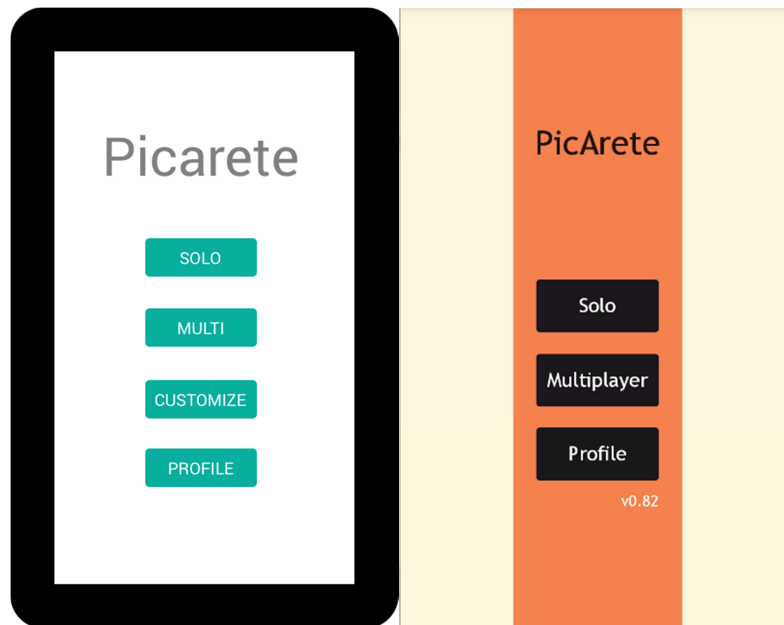 Picarete
SOLO
MULTI
CUSTOMIZE
PROFILE
PicArete
Solo
Multiplayer
Profile
v0.82